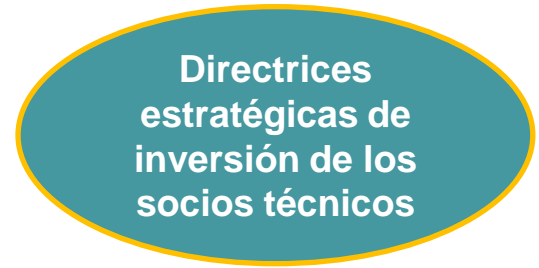 Directrices
estratégicas de
inversión de los
socios técnicos